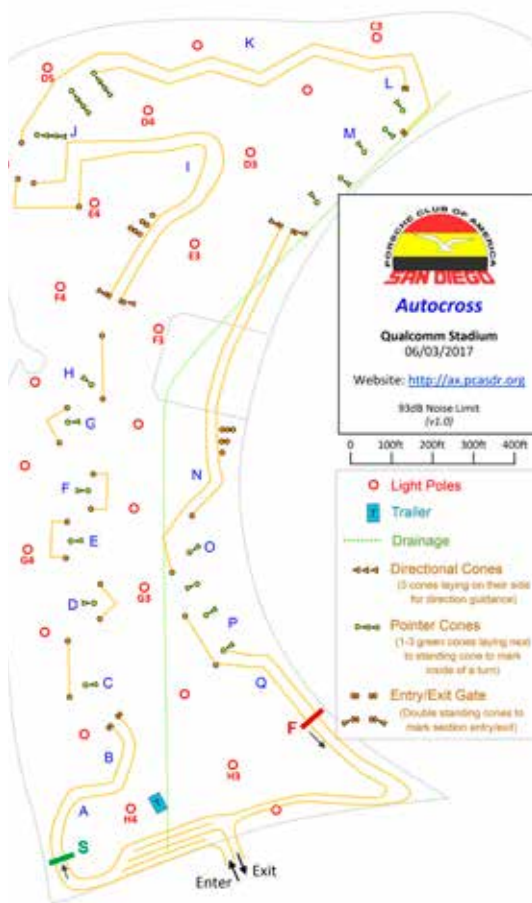 C3
K
D5
L
D4
M
J
D3
I
E4
E3
F4
F3
H
G
N
F
E
O
G4
D
G3
P
C
Q
B
F
H3
A
H4
T
S
Enter
Exit
PORSCHE CLUB OF AMERICA
SAN DIEGO
Autocross
Qualcomm Stadium
06/03/2017
Website: http://ax.pcasdr.org
93dB Noise Limit
(v1.0)
0 100ft 200ft 300ft 400ft
Light Poles
T Trailer
Drainage
Directional Cones
(3 cones laying on their side
for direction guidance)
Pointer Cones
(1-3 green cones laying next
to standing cone to mark
inside of a turn)
Entry/Exit Gate
(Double standing cones to
mark section entry/exit)